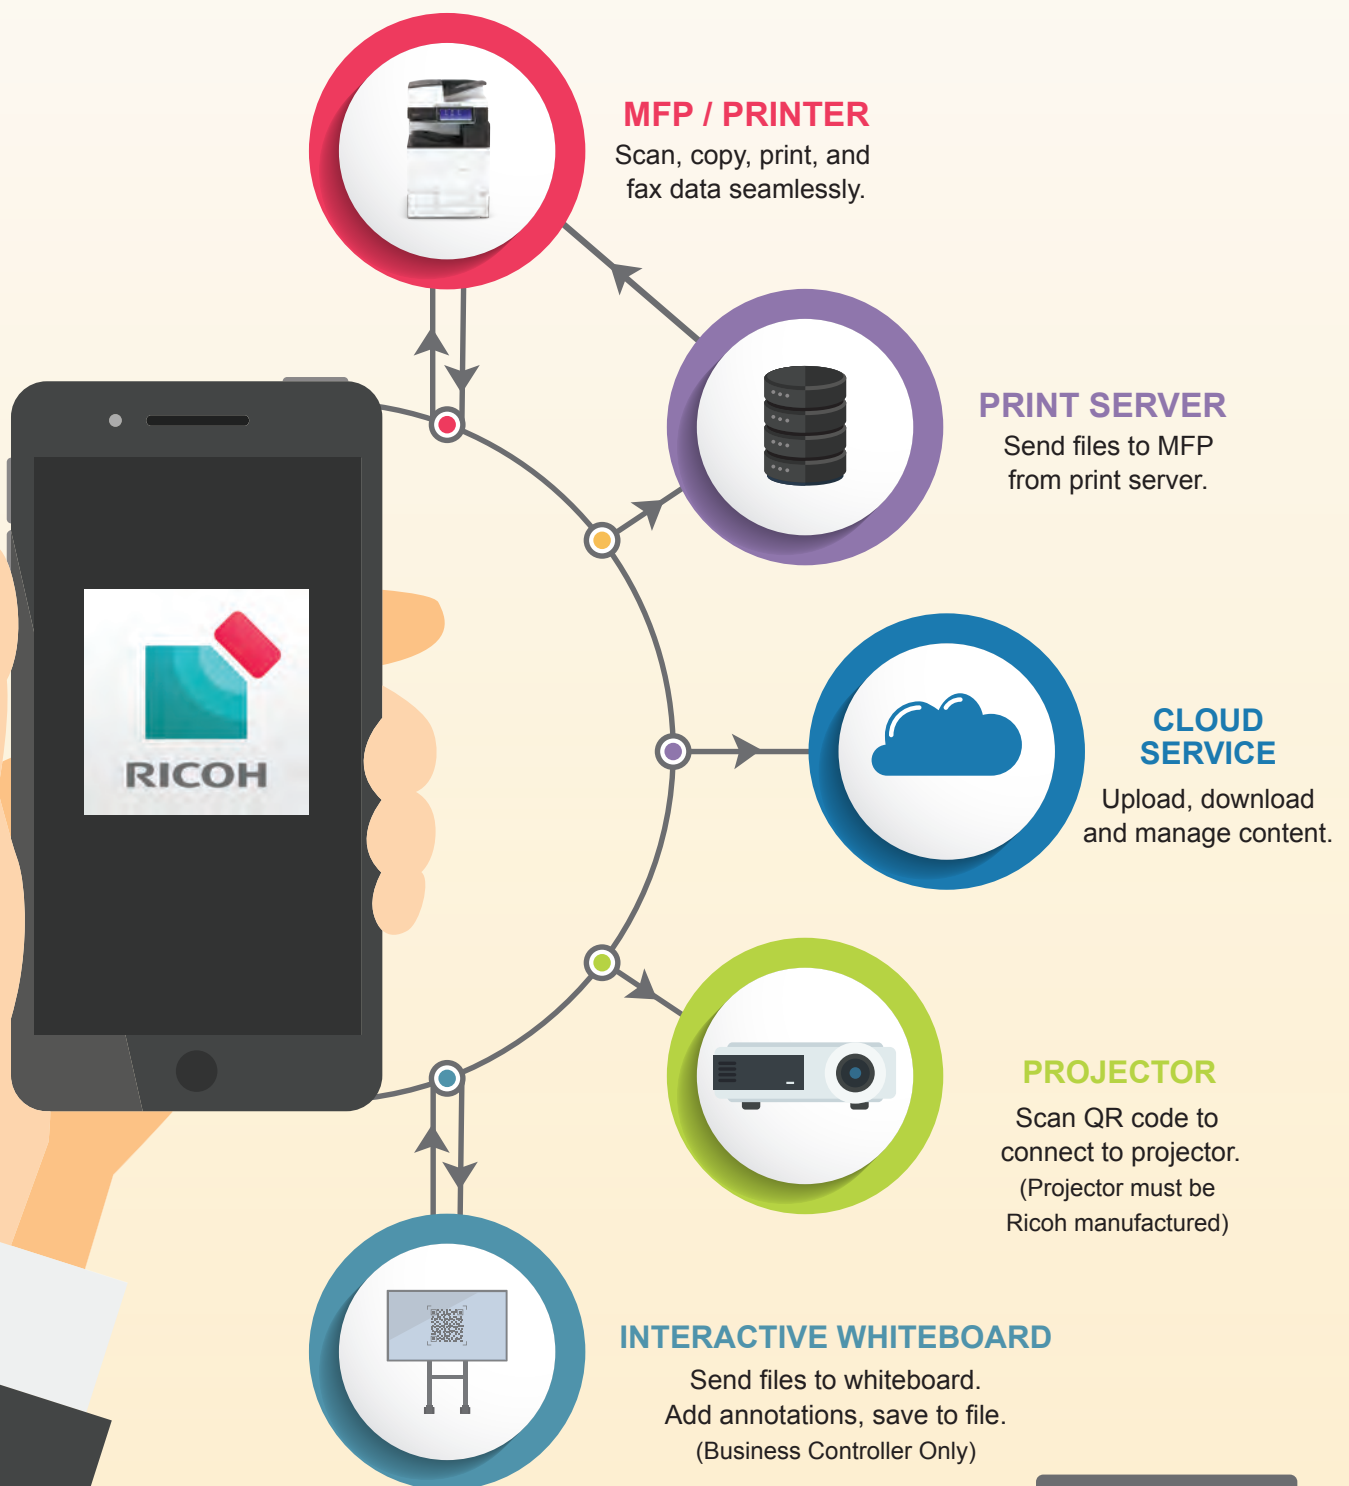 MFP / PRINTER
Scan, copy, print, and
fax data seamlessly.
PRINT SERVER
Send files to MFP
from print server.
RICOH
CLOUD
SERVICE
Upload, download
and manage content.
PROJECTOR
Scan QR code to
connect to projector.
(Projector must be
Ricoh manufactured)
INTERACTIVE WHITEBOARD
Send files to whiteboard.
Add annotations, save to file.
(Business Controller Only)